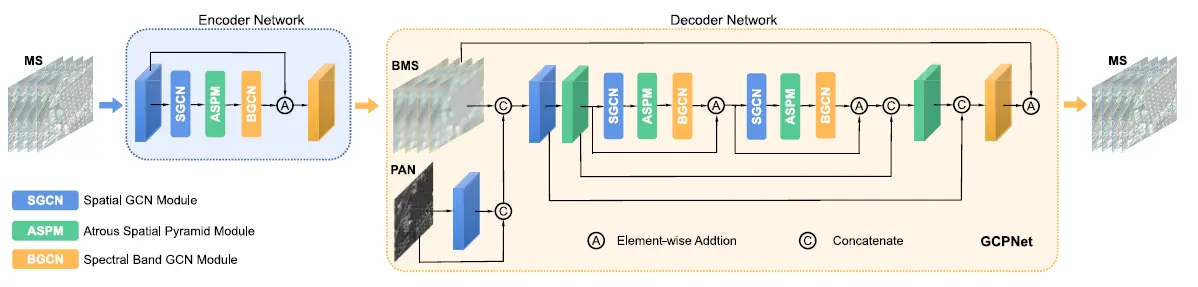 Encoder Network
Decoder Network
MS
SGCN
ASPM
BGCN
A
BMS
PAN
C
C
SGCN
ASPM
BGCN
A
SGCN
ASPM
BGCN
A
C
C
A
MS
SGCN Spatial GCN Module
ASPM Atrous Spatial Pyramid Module
BGCN Spectral Band GCN Module
A Element-wise Addtion
C Concatenate
GCPNet